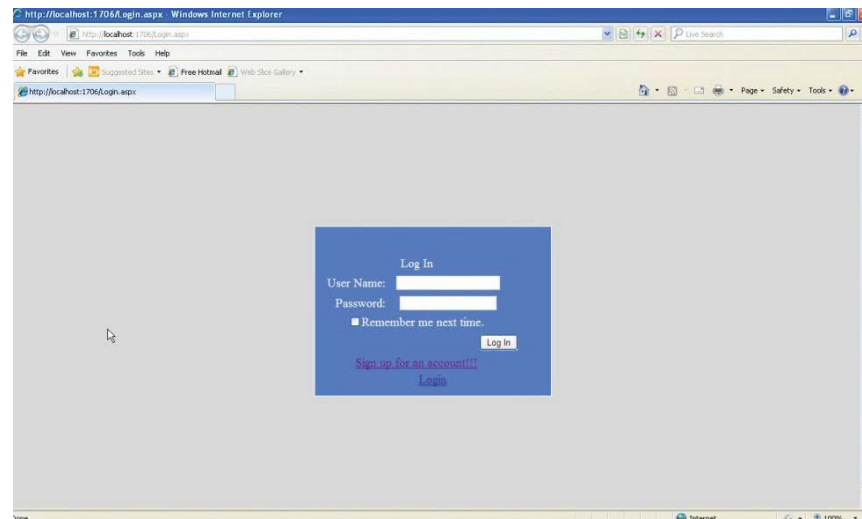 http://localhost:1706/Login.aspx - Windows Internet Explorer
http://localhost:1706/Login.aspx
Live Search
File Edit View Favorites Tools Help
Favorites Suggested Sites Free Hotmail Web Slice Gallery
http://localhost:1706/Login.aspx Page Safety Tools
Log In
User Name:
Password:
Remember me next time.
Log In
Sign up for an account!!!
Login
Done Internet 100%